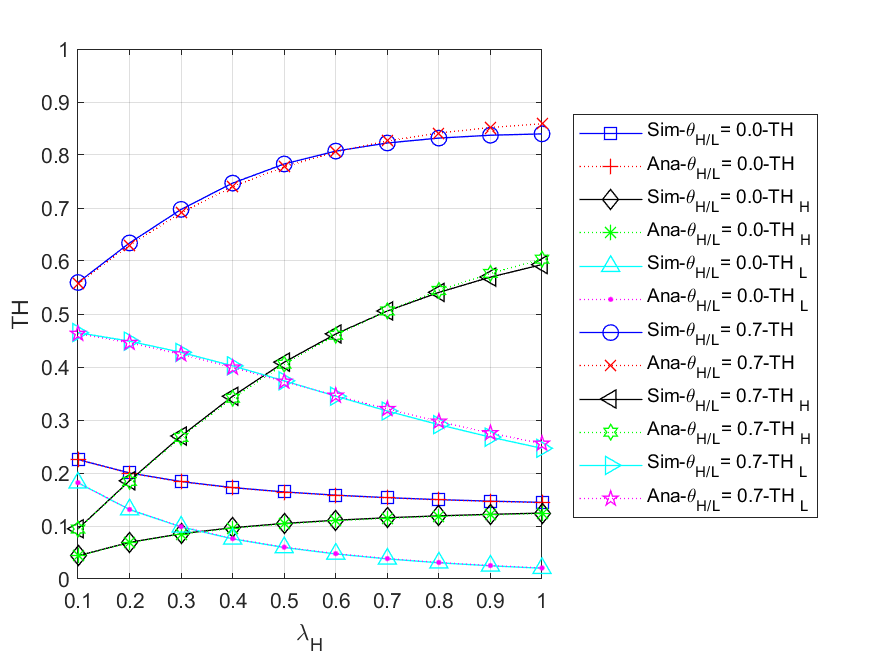 1
0.9
0.8
0.7
0.6
0.5
0.4
0.3
0.2
0.1
0
0.1 0.2 0.3 0.4 0.5 0.6 0.7 0.8 0.9 1
TH
λH
Sim-θH/L= 0.0-TH
Ana-θH/L= 0.0-TH
Sim-θH/L= 0.0-TH H
Ana-θH/L= 0.0-TH H
Sim-θH/L= 0.0-TH L
Ana-θH/L= 0.0-TH L
Sim-θH/L= 0.7-TH
Ana-θH/L= 0.7-TH
Sim-θH/L= 0.7-TH H
Ana-θH/L= 0.7-TH H
Sim-θH/L= 0.7-TH L
Ana-θH/L= 0.7-TH L